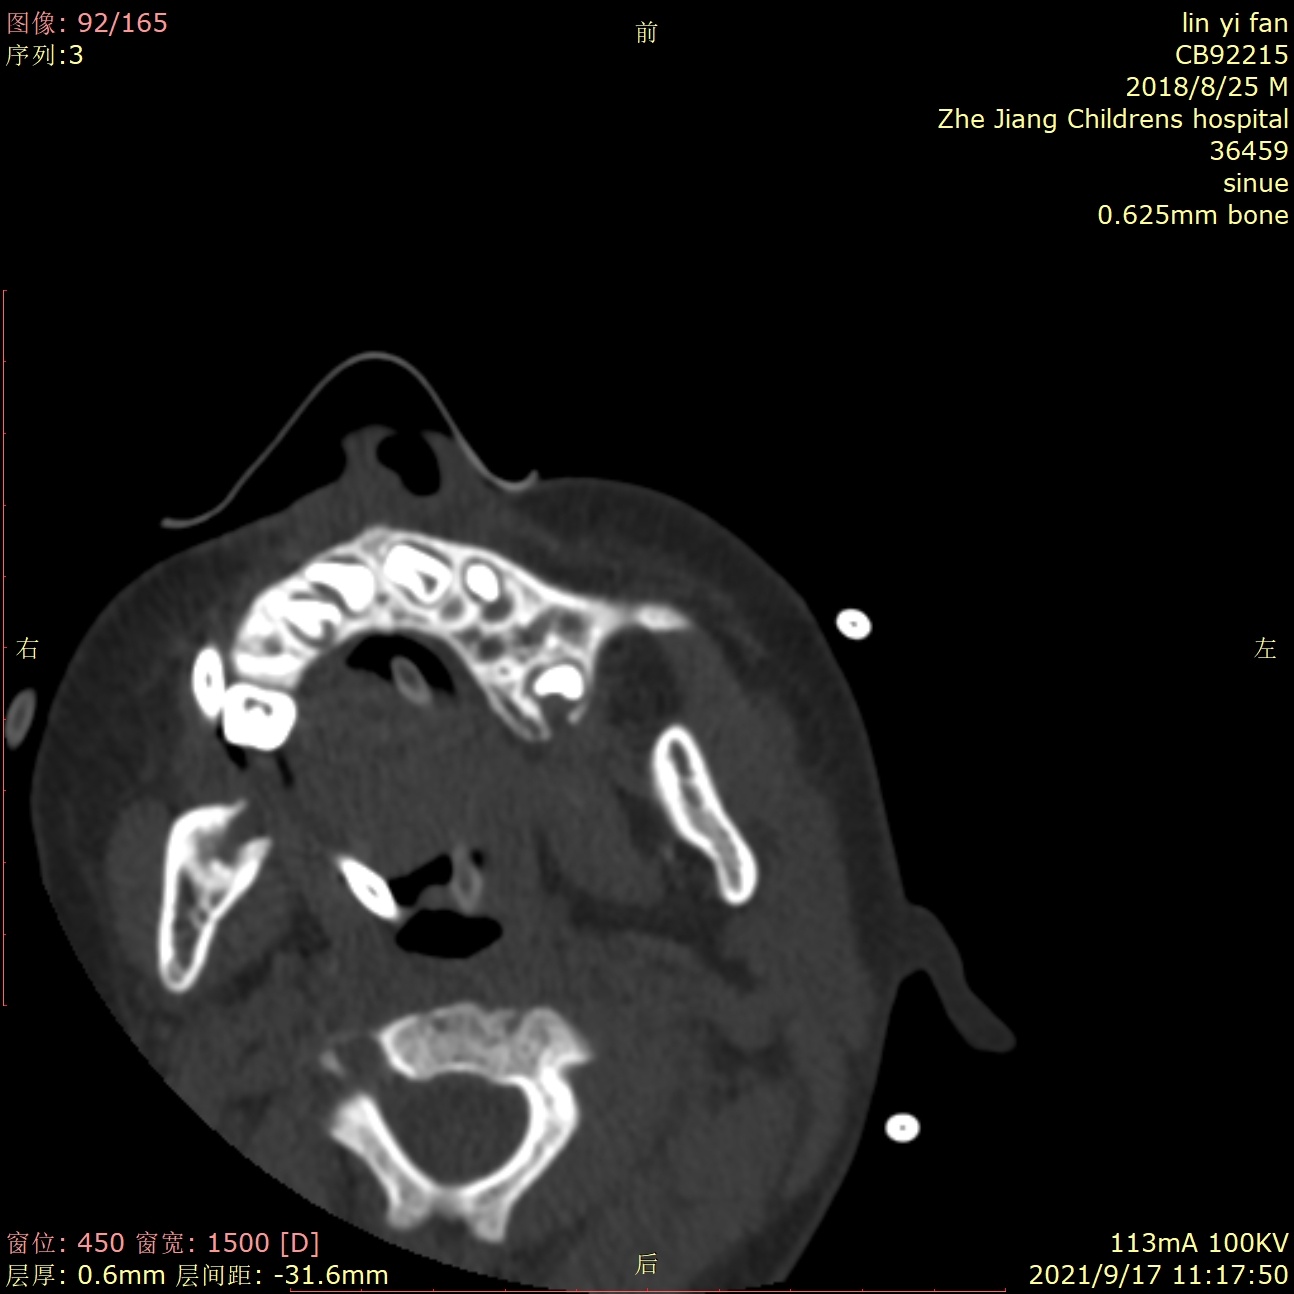 图像: 92/165
序列:3
前
lin yi fan
CB92215
2018/8/25 M
Zhe Jiang Childrens hospital
36459
sinue
0.625mm bone
右
左
窗位: 450 窗宽: 1500 [D]
层厚: 0.6mm 层间距: -31.6mm
后
113mA 100KV
2021/9/17 11:17:50